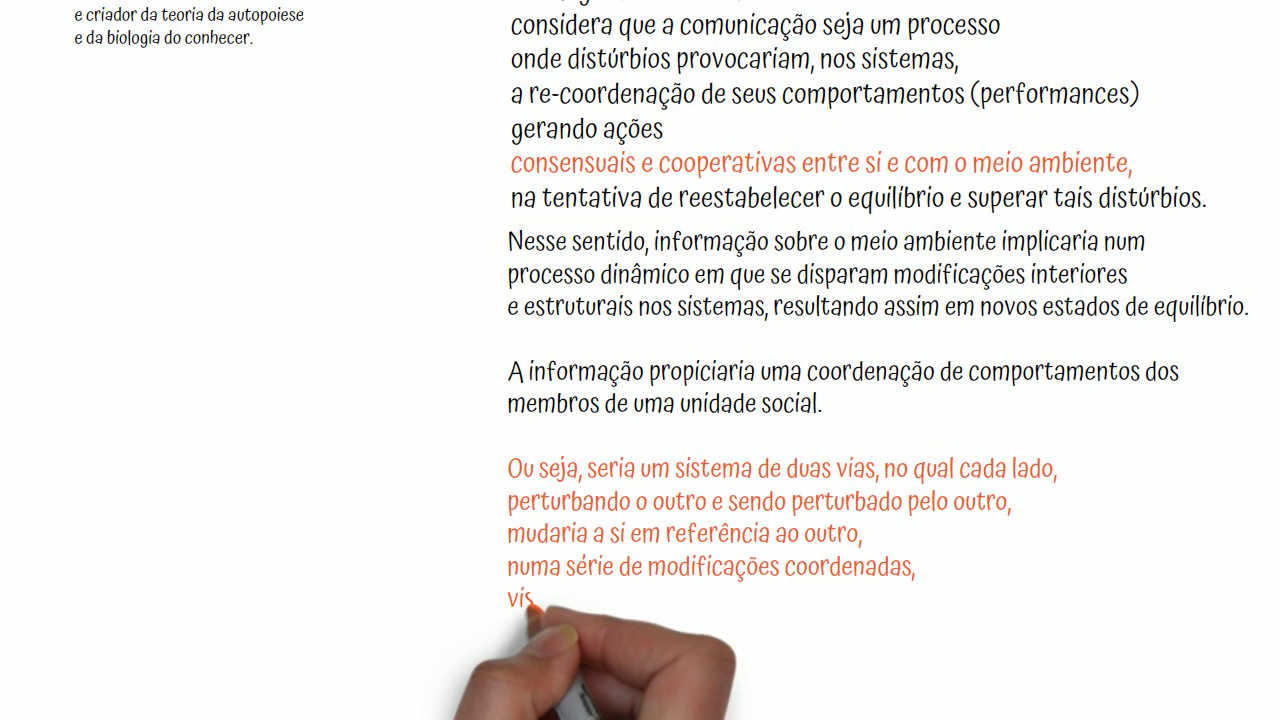 e criador da teoria da autopoiese
e da biologia do conhecer.
considera que a comunicação seja um processo
onde distúrbios provocariam, nos sistemas,
a re-coordenação de seus comportamentos (performances)
gerando ações
consensuais e cooperativas entre si e com o meio ambiente,
na tentativa de reestabelecer o equilíbrio e superar tais distúrbios.
Nesse sentido, informação sobre o meio ambiente implicaria num
processo dinâmico em que se disparam modificações interiores
e estruturais nos sistemas, resultando assim em novos estados de equilíbrio.
A informação propiciaria uma coordenação de comportamentos dos
membros de uma unidade social.
Ou seja, seria um sistema de duas vias, no qual cada lado,
perturbando o outro e sendo perturbado pelo outro,
mudaria a si em referência ao outro,
numa série de modificações coordenadas,
vis